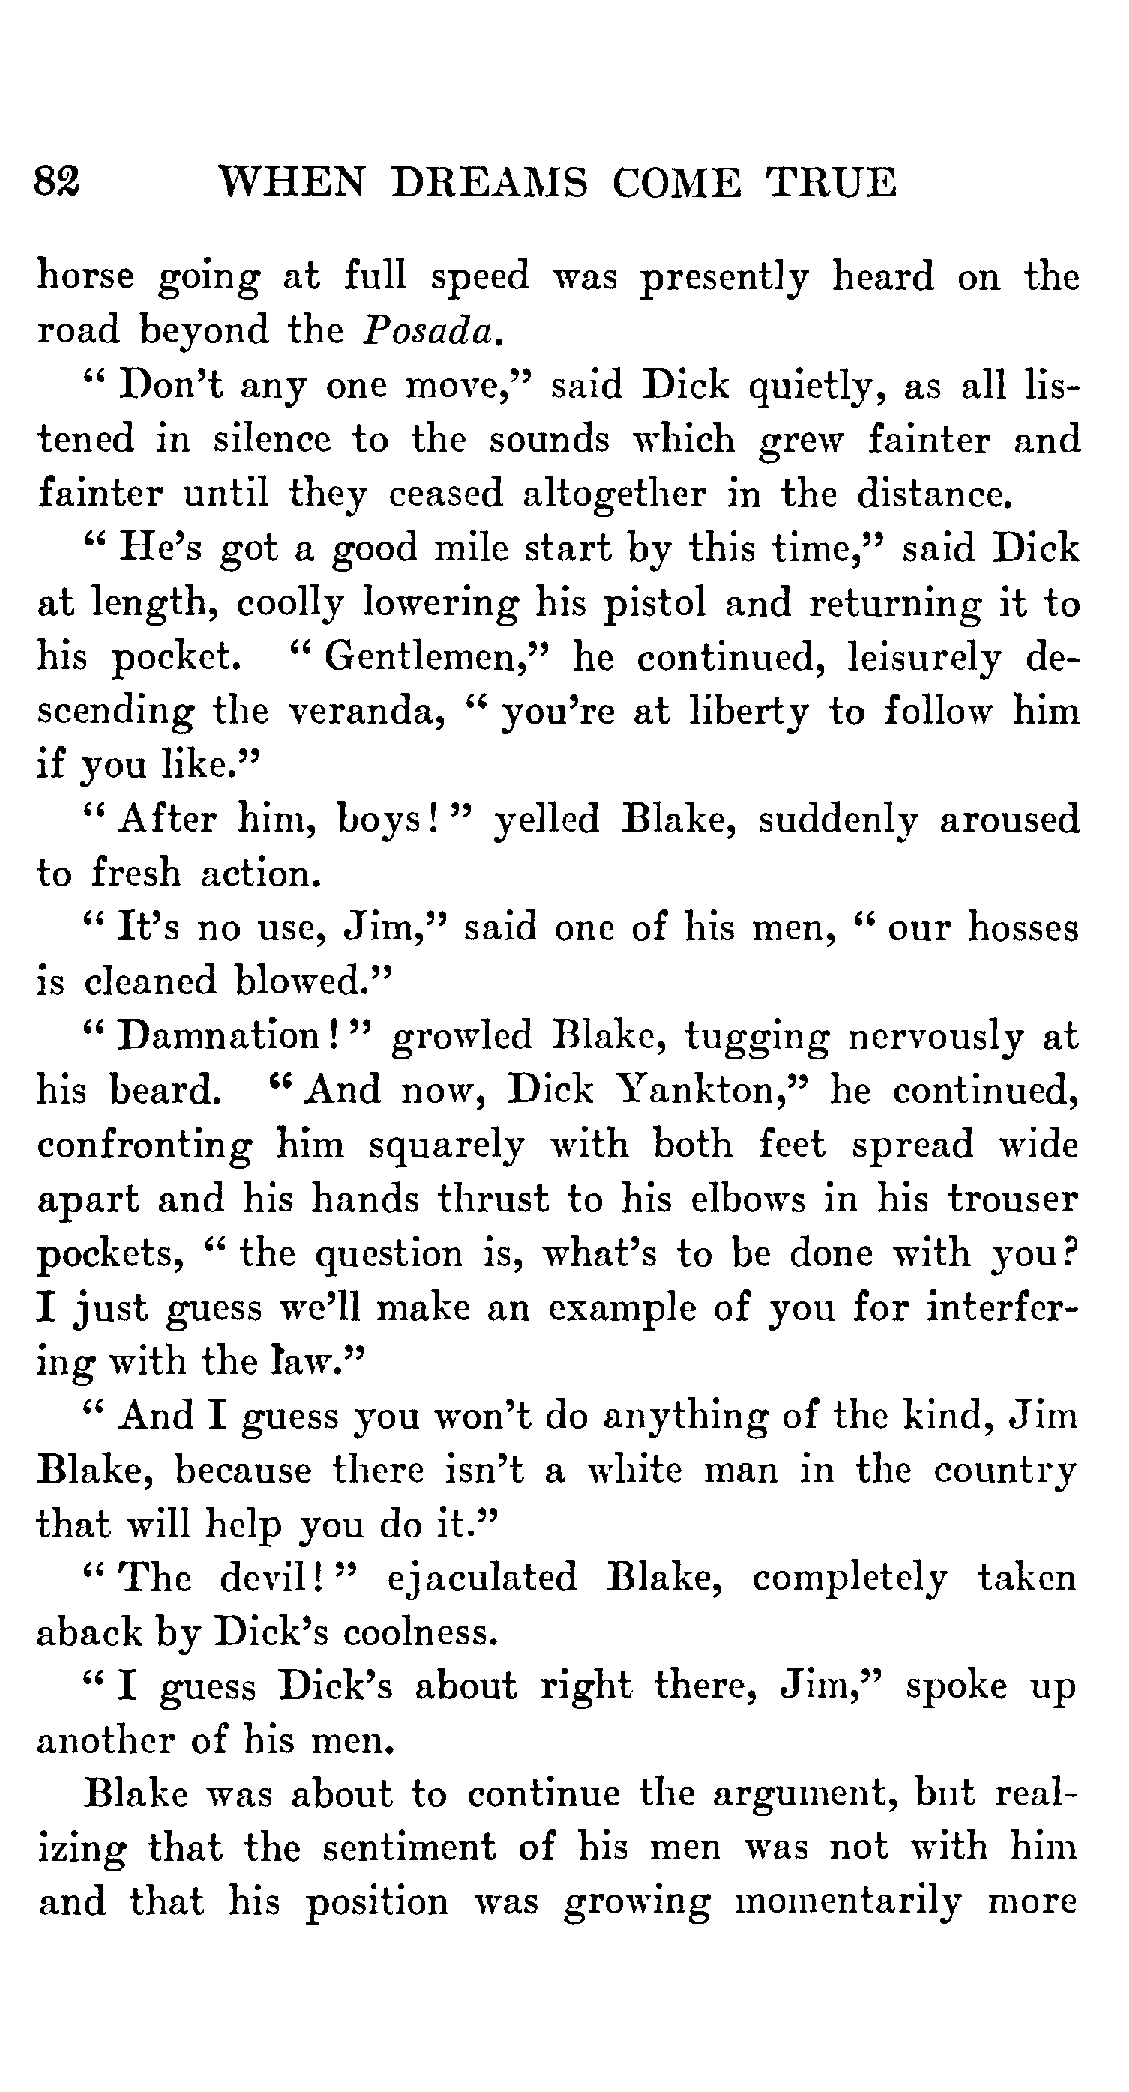 82 WHEN DREAMS COME TRUE
horse going at full speed was presently heard on the
road beyond the Posada.
“ Don’t any one move,” said Dick quietly, as all lis-
tened in silence to the sounds which grew fainter and
fainter until they ceased altogether in the distance.
“ He’s got a good mile start by this time,” said Dick
at length, coolly lowering his pistol and returning it to
his pocket. “ Gentlemen,” he continued, leisurely de-
scending the veranda, “ you’re at liberty to follow him
if you like.”
“ After him, boys! ” yelled Blake, suddenly aroused
to fresh action.
“ It’s no use, Jim,” said one of his men, “ our hosses
is cleaned blowed.”
“ Damnation! ” growled Blake, tugging nervously at
his beard. “ And now, Dick Yankton,” he continued,
confronting him squarely with both feet spread wide
apart and his hands thrust to his elbows in his trouser
pockets, “ the question is, what’s to be done with you?
I just guess we’ll make an example of you for interfer-
ing with the law.”
“ And I guess you won’t do anything of the kind, Jim
Blake, because there isn’t a white man in the country
that will help you do it.”
“ The devil! ” ejaculated Blake, completely taken
aback by Dick’s coolness.
“ I guess Dick’s about right there, Jim,” spoke up
another of his men.
Blake was about to continue the argument, but real-
izing that the sentiment of his men was not with him
and that his position was growing momentarily more